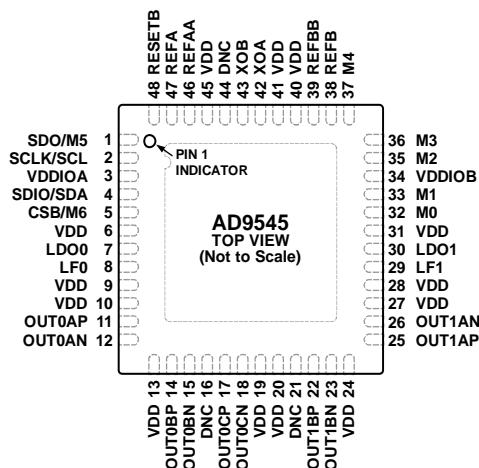 48 RESETB
47 REFA
46 REFAA
45 VDD
44 DNC
43 XOB
42 XOA
41 VDD
40 VDD
39 REFBB
38 REFB
37 M4
SDO/M5 1
SCLK/SCL 2
VDDIOA 3
SDIO/SDA 4
CSB/M6 5
VDD 6
LDO0 7
LF0 8
VDD 9
VDD 10
OUT0AP 11
OUT0AN 12
PIN 1
INDICATOR
AD9545
TOP VIEW
(Not to Scale)
36 M3
35 M2
34 VDDIOB
33 M1
32 M0
31 VDD
30 LDO1
29 LF1
28 VDD
27 VDD
26 OUT1AN
25 OUT1AP
VDD 13
OUT0BP 14
OUT0BN 15
DNC 16
OUT0CP 17
OUT0CN 18
VDD 19
VDD 20
DNC 21
OUT1BP 22
OUT1BN 23
VDD 24